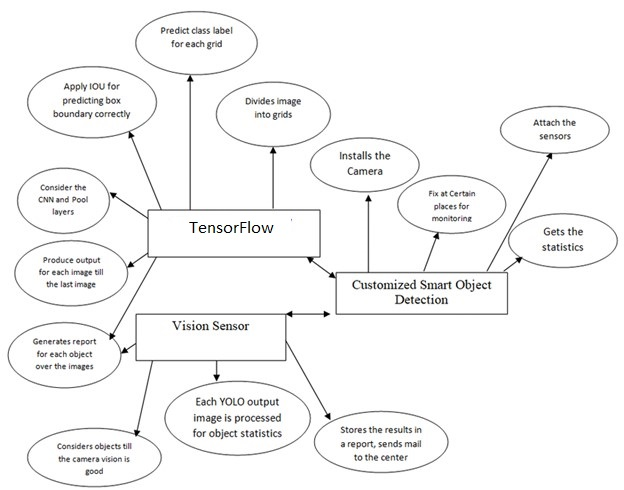 Predict class label
for each grid
Apply IOU for
predicting box
boundary correctly
Divides image
into grids
Attach the
sensors
Installs the
Camera
Consider the
CNN and Pool
layers
Fix at Certain
places for
monitoring
TensorFlow
Gets the
statistics
Produce output
for each image till
the last image
Customized Smart Object
Detection
Vision Sensor
Generates report
for each object
over the images
Each YOLO output
image is processed
for object statistics
Stores the results in
a report, sends mail
to the center
Considers objects till
the camera vision is
good